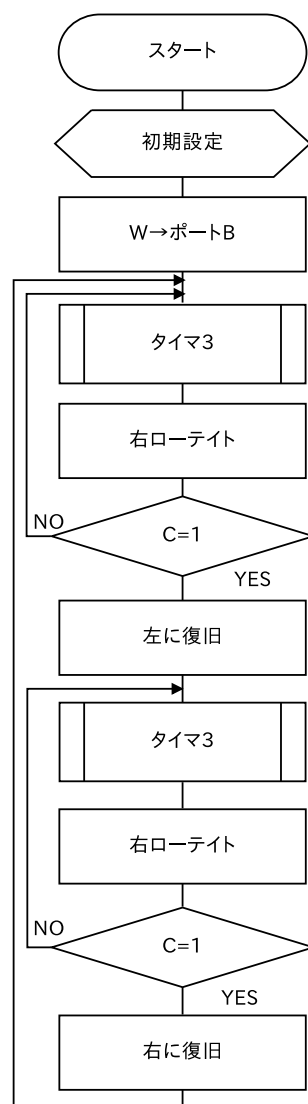 スタート
初期設定
W→ポートB
タイマ3
右ローテイト
C=1
NO
YES
左に復旧
タイマ3
右ローテイト
C=1
NO
YES
右に復旧